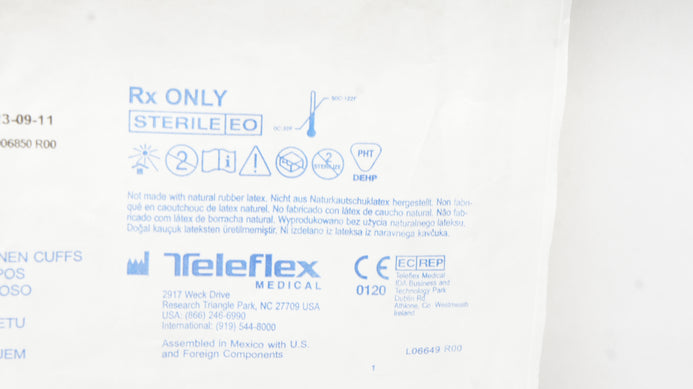 Rx ONLY
50C-122F
0C-32F
STERILE EO
3-09-11
06850 R00
2
2
STERILIZE
PHT
DEHP
Not made with natural rubber latex. Nicht aus Naturkautschuklatex hergestellt. Non fabri-
qué en caoutchouc de latex naturel. No fabricado con látex de caucho natural. Não fab-
ricado com látex de borracha natural. Wyprodukowano bez użycia naturalnego lateksu.
Doğal kauçuk lateksten üretilmemiştir. Ni izdelano iz lateksa iz naravnega kavčuka.
NEN CUFFS
POS
OSO
ETU
JEM
Teleflex
MEDICAL
2917 Weck Drive
Research Triangle Park, NC 27709 USA
USA: (866) 246-6990
International: (919) 544-8000
Assembled in Mexico with U.S.
and Foreign Components
CE
0120
EC REP
Teleflex Medical
IDA Business and
Technology Park
Dublin Rd
Athlone, Co. Westmeath
Ireland
L06649 R00
1